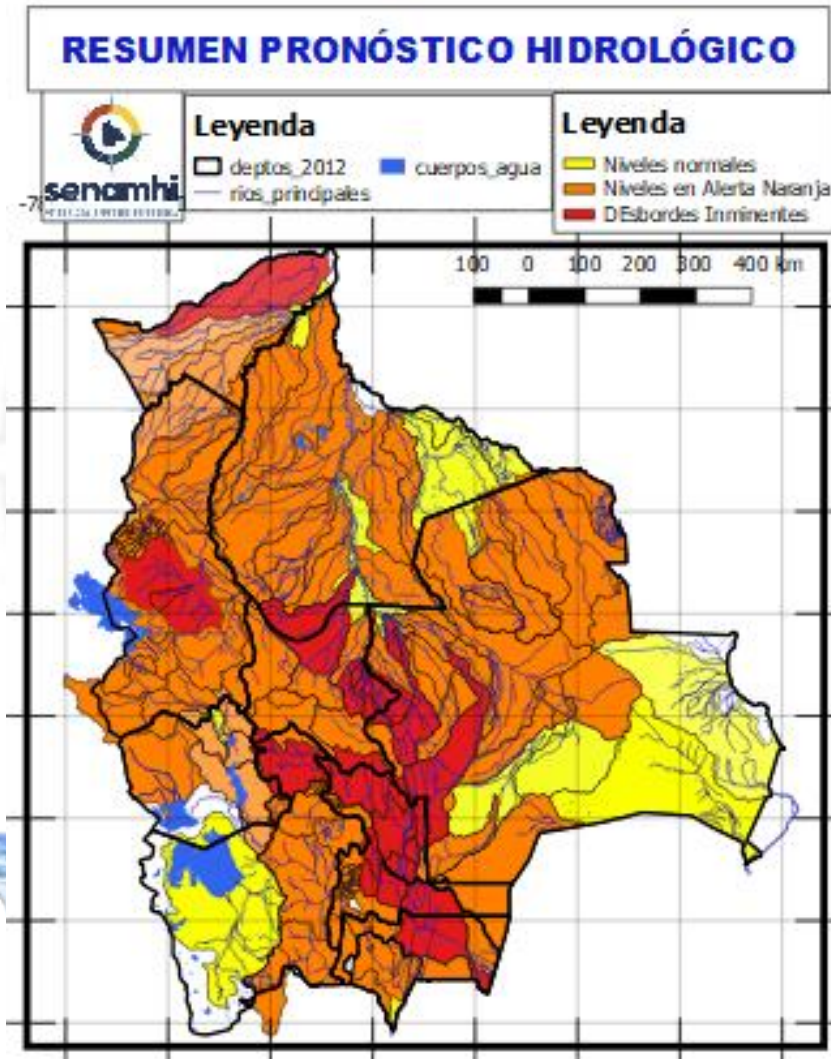 RESUMEN PRONÓSTICO HIDROLÓGICO
senamhi
Leyenda
deptos_2012
cuerpos_agua
rios_principales
Leyenda
Niveles normales
Niveles en Alerta Naranja
DEsbordes Inminentes
100 0 100 200 300 400 km